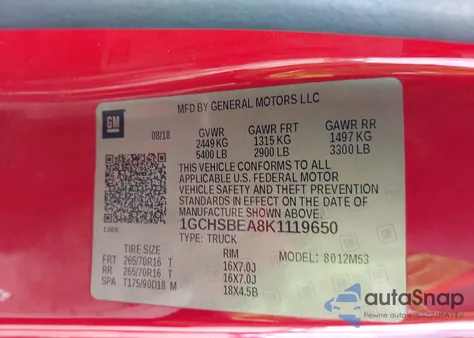 MFD BY GENERAL MOTORS LLC
GM
08/18 GVWR GAWR FRT GAWR RR
2449 KG 1315 KG 1497 KG
5400 LB 2900 LB 3300 LB
THIS VEHICLE CONFORMS TO ALL
APPLICABLE U.S. FEDERAL MOTOR
VEHICLE SAFETY AND THEFT PREVENTION
STANDARDS IN EFFECT ON THE DATE OF
MANUFACTURE SHOWN ABOVE.
1GCHSBEA8K1119650
TYPE: TRUCK
TIRE SIZE RIM MODEL: 8012M53
FRT 265/70R16 T 16X7.0J
RR 265/70R16 T 16X7.0J
SPA T175/90D18 M 18X4.5B
autoSnap